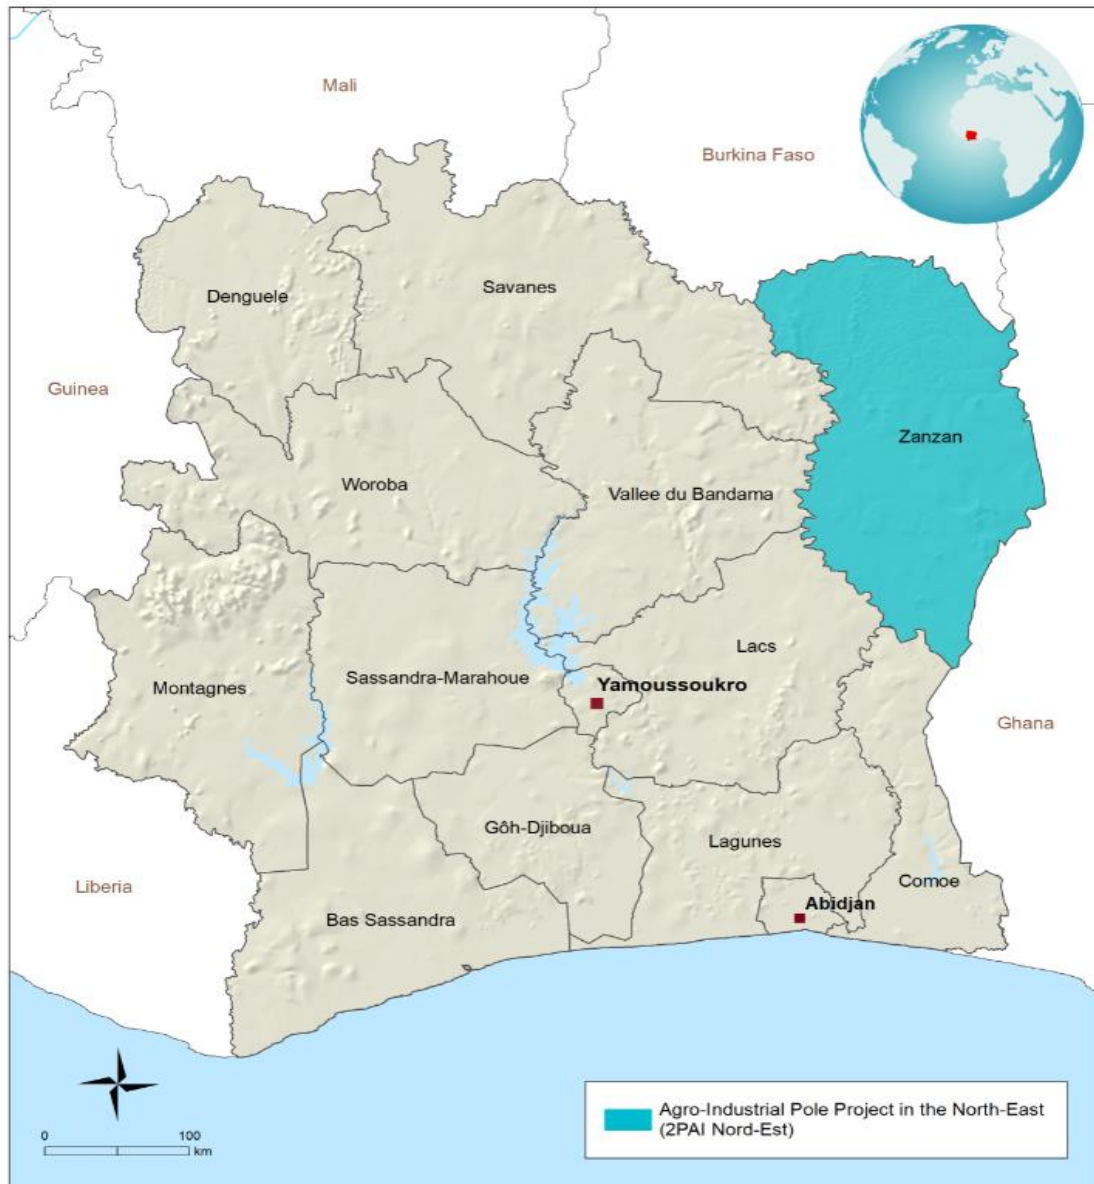 Mali
Burkina Faso
Denguele
Savanes
Guinea
Zanzan
Woroba
Vallee du Bandama
Lacs
Sassandra-Marahoue
Montagnes
Yamoussoukro
Ghana
Gôh-Djiboua
Lagunes
Comoe
Liberia
Abidjan
Bas Sassandra
Agro-Industrial Pole Project in the North-East
(2PAI Nord-Est)
0 100
km